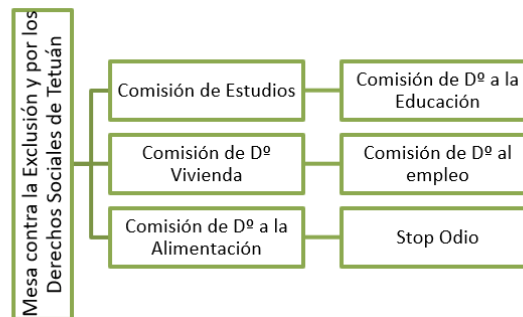 Mesa contra la Exclusión y por los
Derechos Sociales de Tetuán
Comisión de Estudios
Comisión de Dº a la
Educación
Comisión de Dº
Vivienda
Comisión de Dº al
empleo
Comisión de Dº a la
Alimentación
Stop Odio